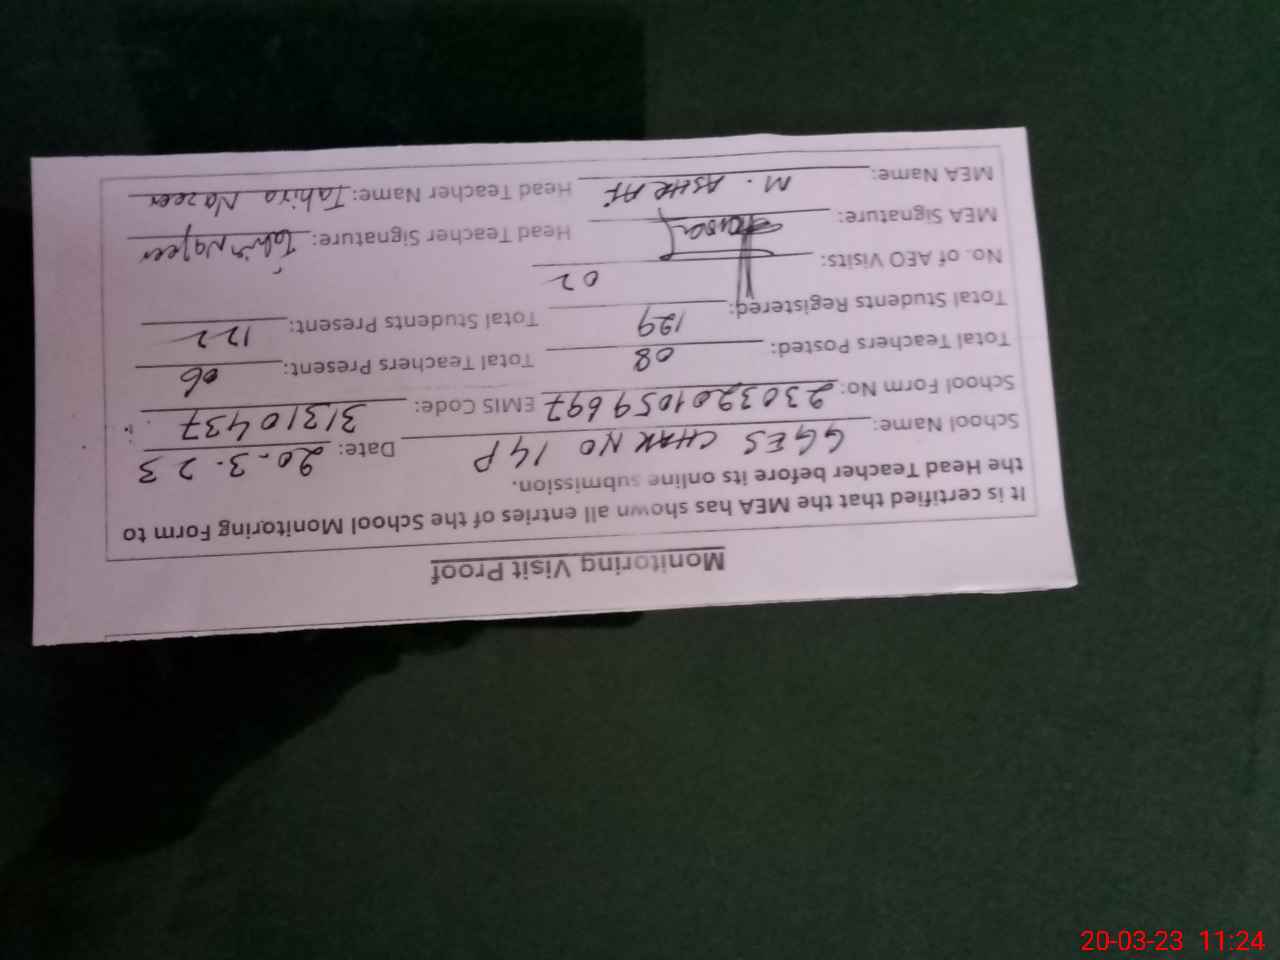 Monitoring Visit Proof
It is certified that the MEA has shown all entries of the School Monitoring Form to
the Head Teacher before its online submission.
School Name: GGES CHAK NO 14P Date: 20.3.23
School Form No: 2303201059697 EMIS Code: 31310437
Total Teachers Posted: 08 Total Teachers Present: 06
Total Students Registered: 129 Total Students Present: 122
No. of AEO Visits: 02
MEA Signature: Head Teacher Signature: Tahira Nazeer
MEA Name: M. ASHRAF Head Teacher Name: Tahira Nazeer
20-03-23 11:24